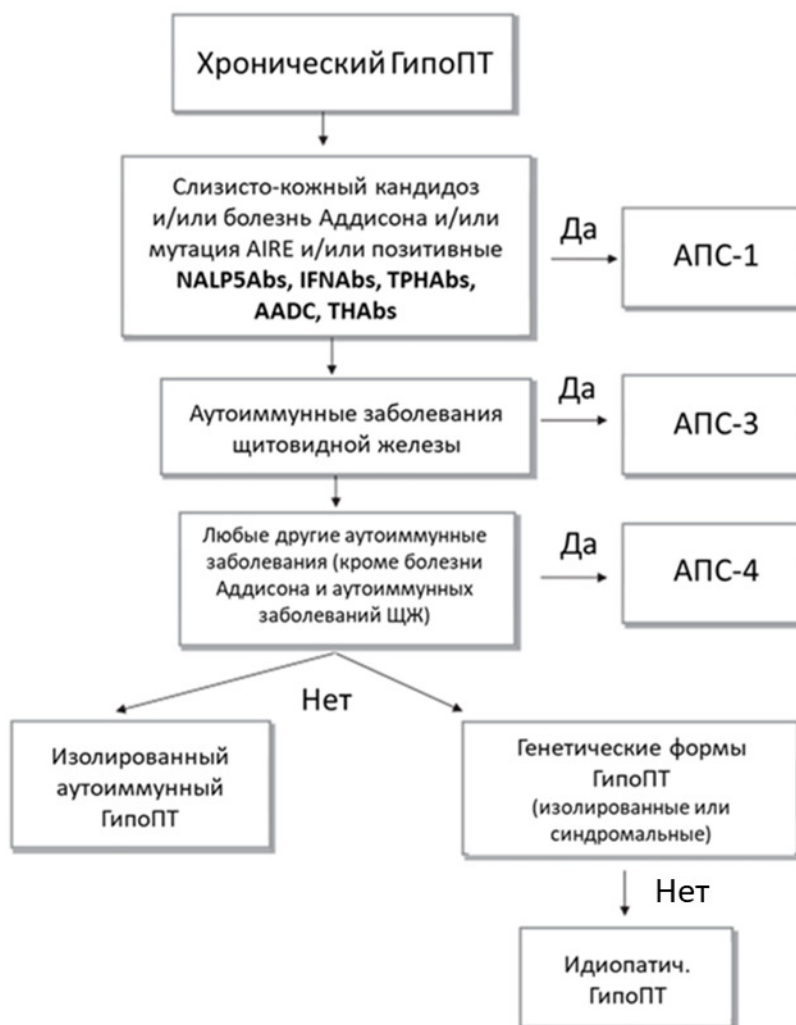 Хронический ГипоПТ
Слизисто-кожный кандидоз
и/или болезнь Аддисона и/или
мутация AIRE и/или позитивные
NALP5Abs, IFNAbs, TPHAbs,
AADC, THAbs
Да
АПС-1
Аутоиммунные заболевания
щитовидной железы
Да
АПС-3
Любые другие аутоиммунные
заболевания (кроме болезни
Аддисона и аутоиммунных
заболеваний ЩЖ)
Да
АПС-4
Нет
Изолированный
аутоиммунный
ГипоПТ
Генетические формы
ГипоПТ
(изолированные или
синдромальные)
Нет
Идиопатич.
ГипоПТ